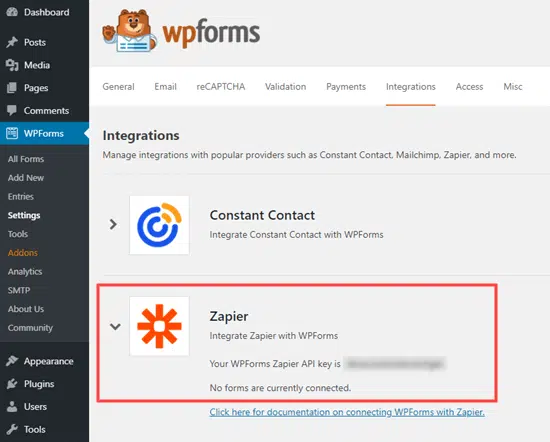 Dashboard
Posts
Media
Pages
Comments
WPForms
All Forms
Add New
Entries
Settings
Tools
Addons
Analytics
SMTP
About Us
Community
Appearance
Plugins
Users
Tools
wpforms
General Email reCAPTCHA Validation Payments Integrations Access Misc
Integrations
Manage integrations with popular providers such as Constant Contact, Mailchimp, Zapier, and more.
Constant Contact
Integrate Constant Contact with WPForms
Zapier
Integrate Zapier with WPForms
Your WPForms Zapier API key is
No forms are currently connected.
Click here for documentation on connecting WPForms with Zapier.